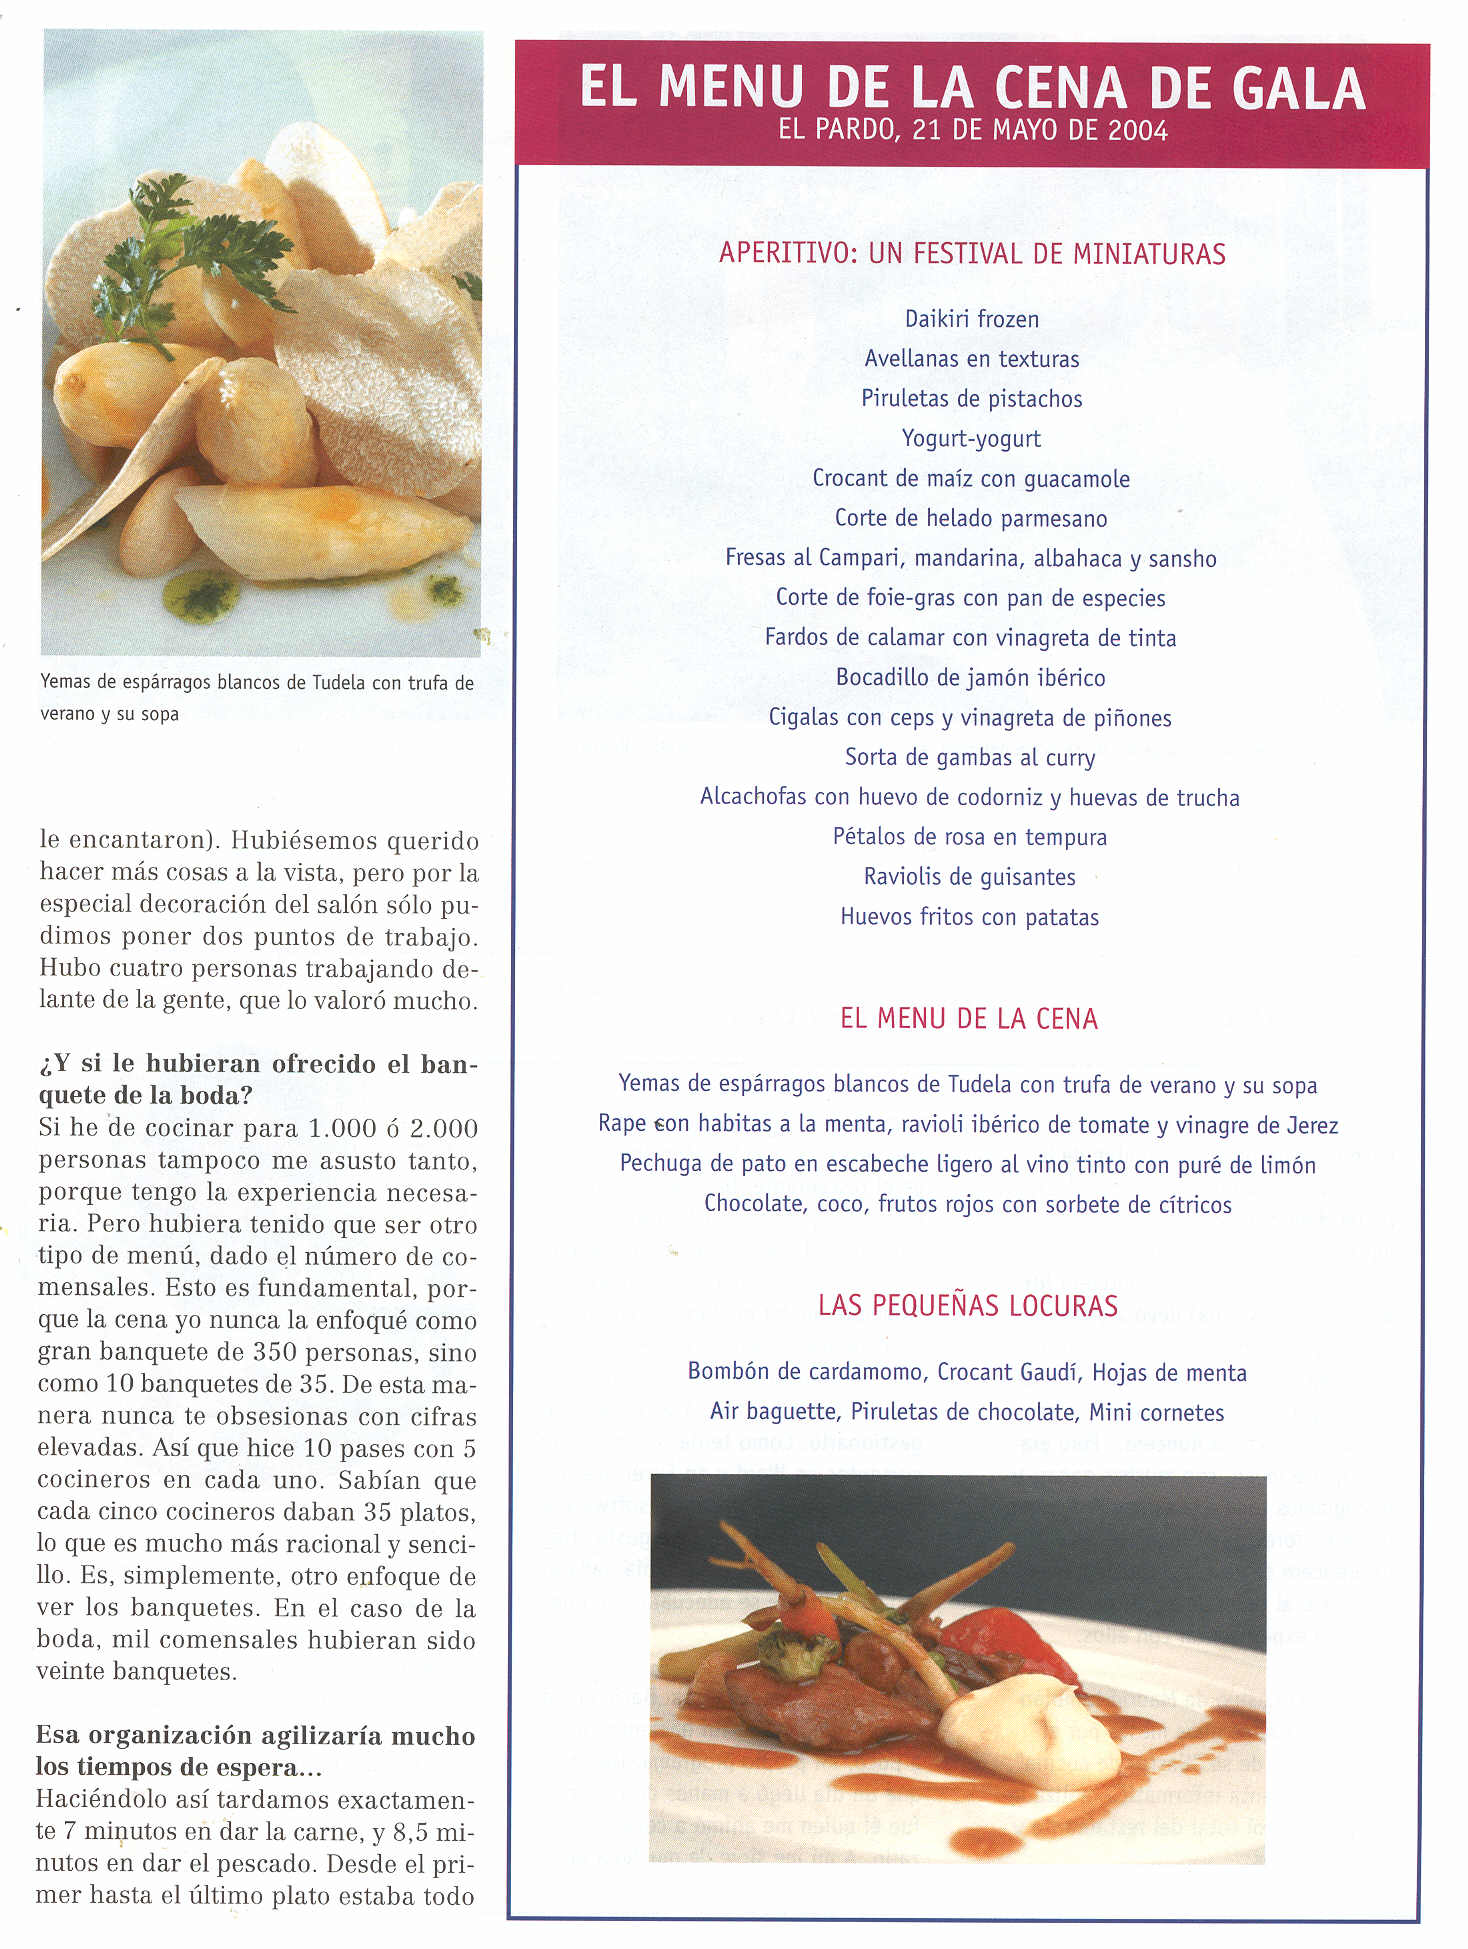 Yemas de espárragos blancos de Tudela con trufa de
verano y su sopa
le encantaron). Hubiésemos querido
hacer más cosas a la vista, pero por la
especial decoración del salón sólo pu-
dimos poner dos puntos de trabajo.
Hubo cuatro personas trabajando de-
lante de la gente, que lo valoró mucho.
¿Y si le hubieran ofrecido el ban-
quete de la boda?
Si he de cocinar para 1.000 ó 2.000
personas tampoco me asusto tanto,
porque tengo la experiencia necesa-
ria. Pero hubiera tenido que ser otro
tipo de menú, dado el número de co-
mensales. Esto es fundamental, por-
que la cena yo nunca la enfoqué como
gran banquete de 350 personas, sino
como 10 banquetes de 35. De esta ma-
nera nunca te obsesionas con cifras
elevadas. Así que hice 10 pases con 5
cocineros en cada uno. Sabían que
cada cinco cocineros daban 35 platos,
lo que es mucho más racional y senci-
llo. Es, simplemente, otro enfoque de
ver los banquetes. En el caso de la
boda, mil comensales hubieran sido
veinte banquetes.
Esa organización agilizaría mucho
los tiempos de espera...
Haciéndolo así tardamos exactamen-
te 7 minutos en dar la carne, y 8,5 mi-
nutos en dar el pescado. Desde el pri-
mer hasta el último plato estaba todo
EL MENU DE LA CENA DE GALA
EL PARDO, 21 DE MAYO DE 2004
APERITIVO: UN FESTIVAL DE MINIATURAS
Daikiri frozen
Avellanas en texturas
Piruletas de pistachos
Yogurt-yogurt
Crocant de maíz con guacamole
Corte de helado parmesano
Fresas al Campari, mandarina, albahaca y sansho
Corte de foie-gras con pan de especies
Fardos de calamar con vinagreta de tinta
Bocadillo de jamón ibérico
Cigalas con ceps y vinagreta de piñones
Sorta de gambas al curry
Alcachofas con huevo de codorniz y huevas de trucha
Pétalos de rosa en tempura
Raviolis de guisantes
Huevos fritos con patatas
EL MENU DE LA CENA
Yemas de espárragos blancos de Tudela con trufa de verano y su sopa
Rape con habitas a la menta, ravioli ibérico de tomate y vinagre de Jerez
Pechuga de pato en escabeche ligero al vino tinto con puré de limón
Chocolate, coco, frutos rojos con sorbete de cítricos
LAS PEQUEÑAS LOCURAS
Bombón de cardamomo, Crocant Gaudí, Hojas de menta
Air baguette, Piruletas de chocolate, Mini cornetes